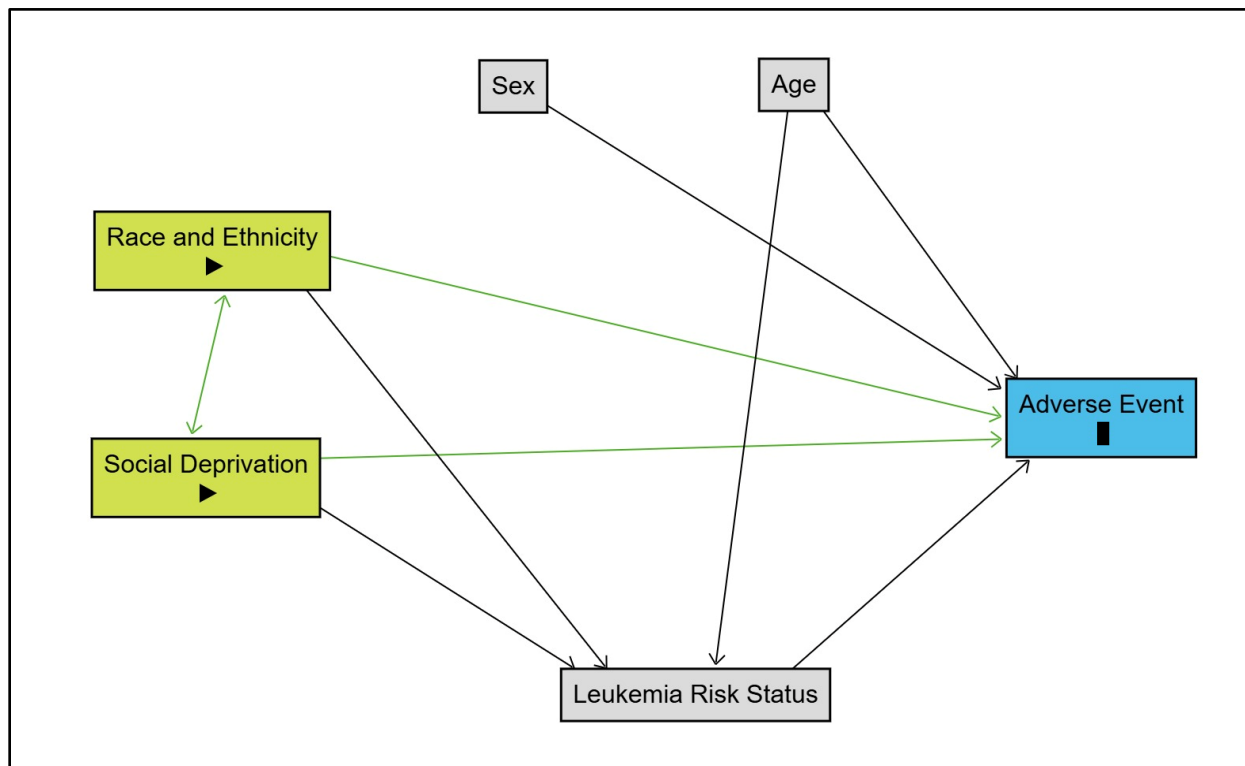 Sex
Age
Race and Ethnicity
Adverse Event
Social Deprivation
Leukemia Risk Status